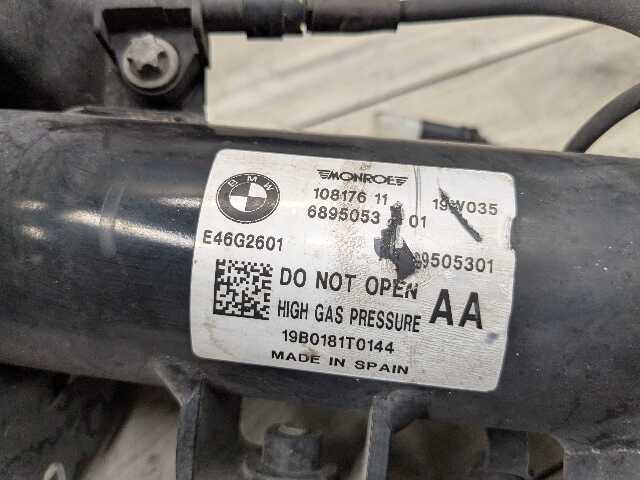 BMW
MONROE
108176 11
19W035
6895053 01
E46G2601
9505301
DO NOT OPEN
HIGH GAS PRESSURE
AA
19B0181T0144
MADE IN SPAIN